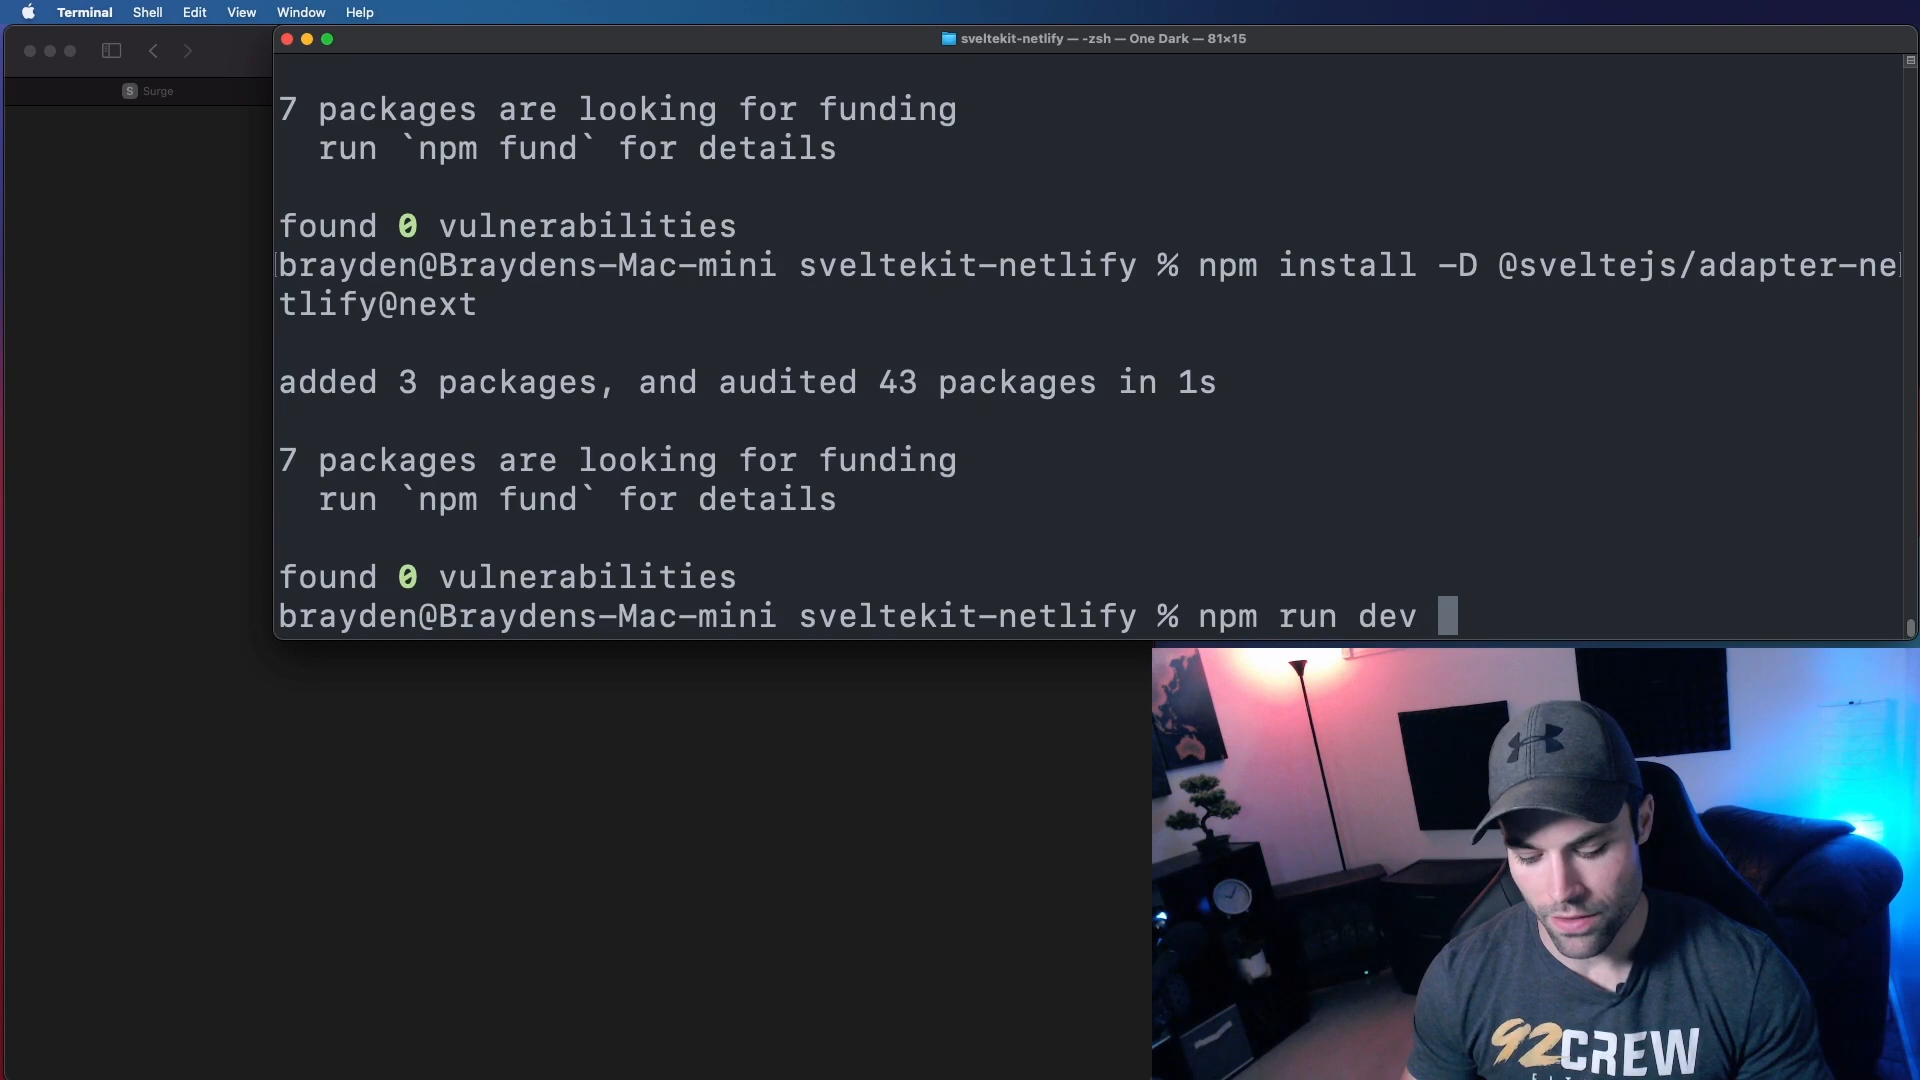 Terminal Shell Edit View Window Help
sveltekit-netlify — -zsh — One Dark — 81×15
S Surge
7 packages are looking for funding
run `npm fund` for details
found 0 vulnerabilities
brayden@Braydens-Mac-mini sveltekit-netlify % npm install -D @sveltejs/adapter-ne
tlify@next
added 3 packages, and audited 43 packages in 1s
7 packages are looking for funding
run `npm fund` for details
found 0 vulnerabilities
brayden@Braydens-Mac-mini sveltekit-netlify % npm run dev
92CREW